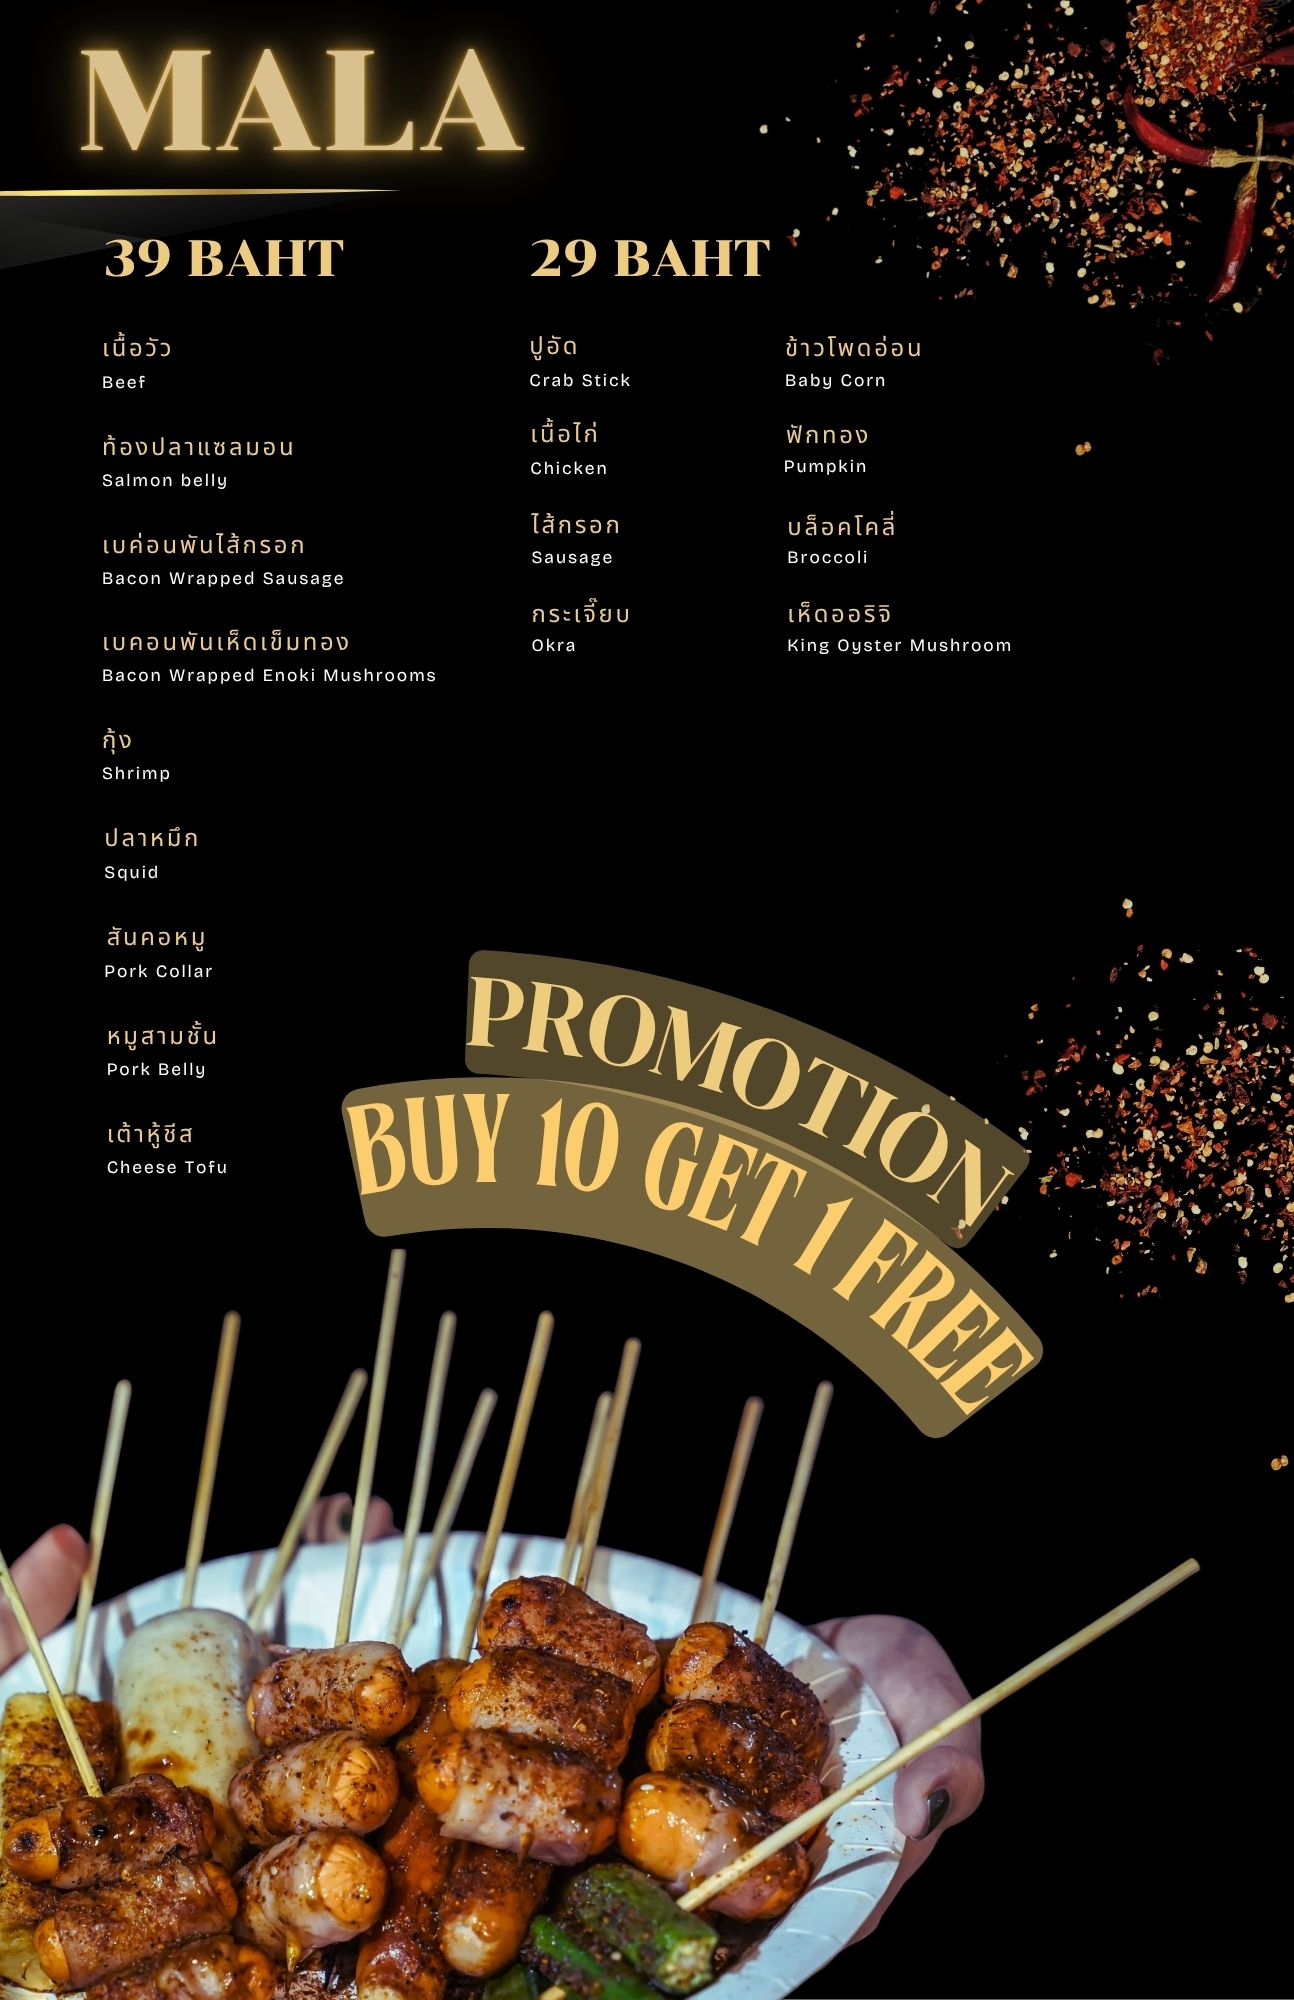 MALA
39 BAHT
เนื้อวัว
Beef
ท้องปลาแซลมอน
Salmon belly
เบค่อนพันไส้กรอก
Bacon Wrapped Sausage
เบคอนพันเห็ดเข็มทอง
Bacon Wrapped Enoki Mushrooms
กุ้ง
Shrimp
ปลาหมึก
Squid
สันคอหมู
Pork Collar
หมูสามชั้น
Pork Belly
เต้าหู้ชีส
Cheese Tofu
29 BAHT
ปูอัด
Crab Stick
เนื้อไก่
Chicken
ไส้กรอก
Sausage
กระเจี๊ยบ
Okra
ข้าวโพดอ่อน
Baby Corn
ฟักทอง
Pumpkin
บล็อคโคลี่
Broccoli
เห็ดออริจิ
King Oyster Mushroom
PROMOTION
BUY 10 GET 1 FREE